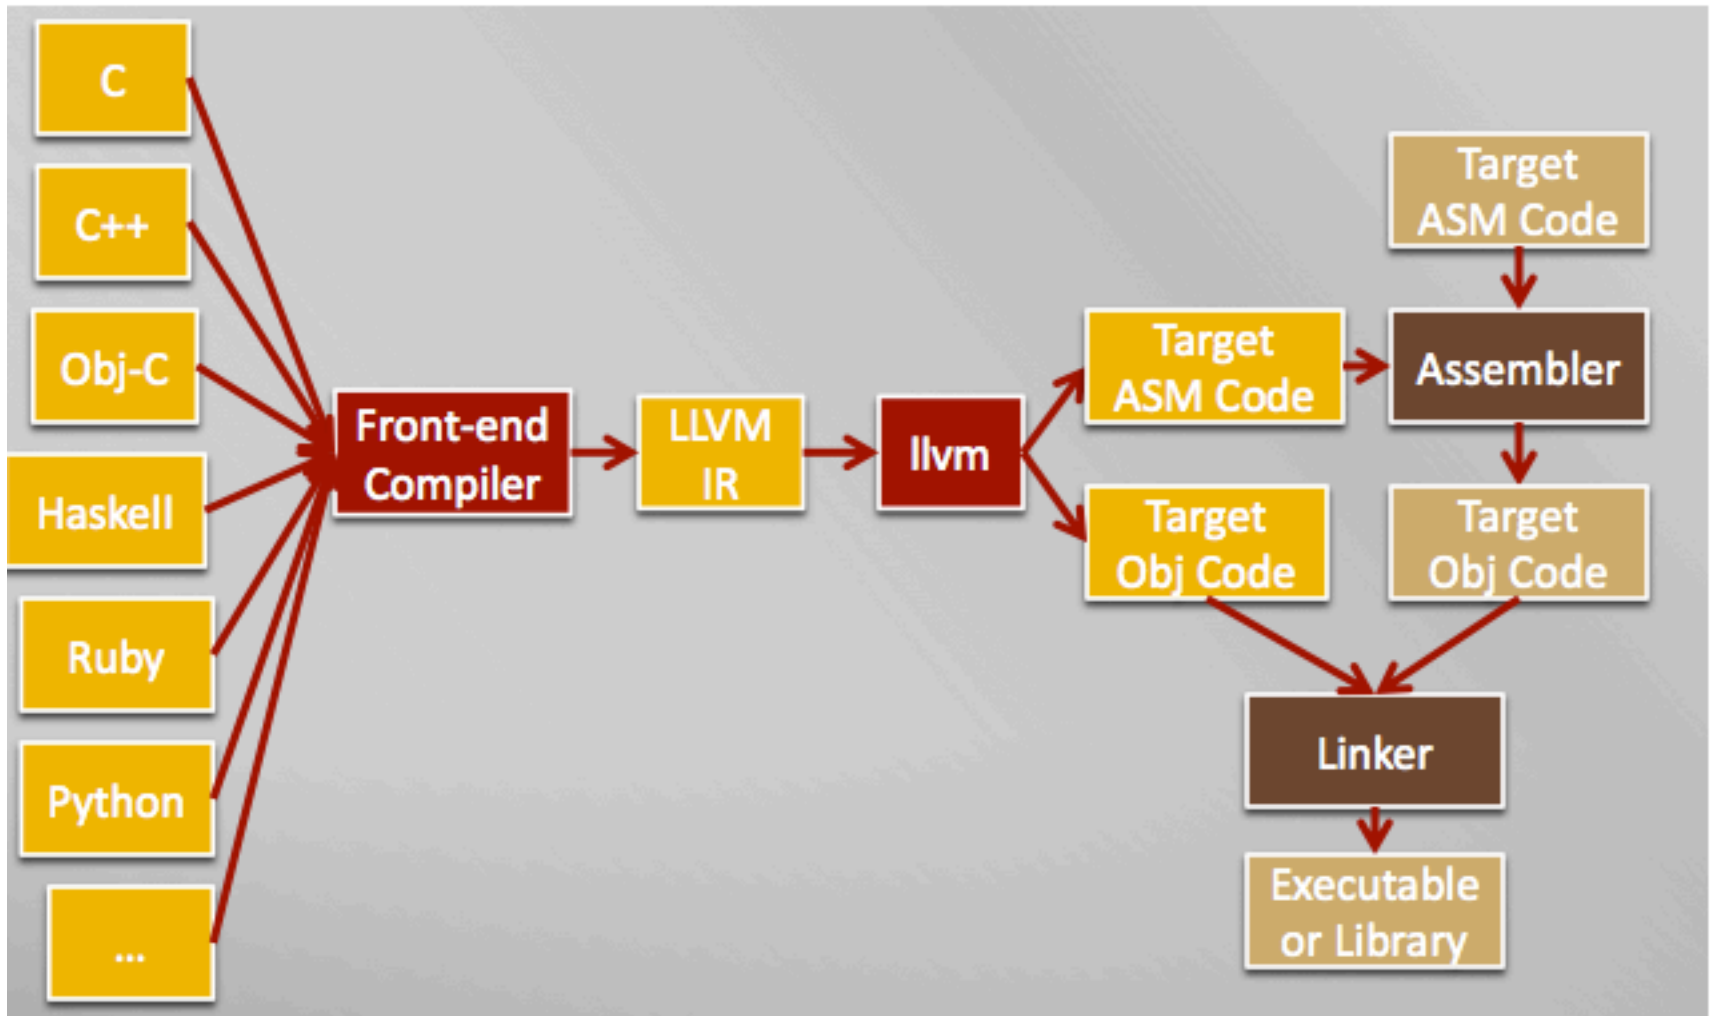 C
C++
Obj-C
Haskell
Ruby
Python
...
Front-end
Compiler
LLVM
IR
llvm
Target
ASM Code
Target
Obj Code
Target
ASM Code
Assembler
Target
Obj Code
Linker
Executable
or Library